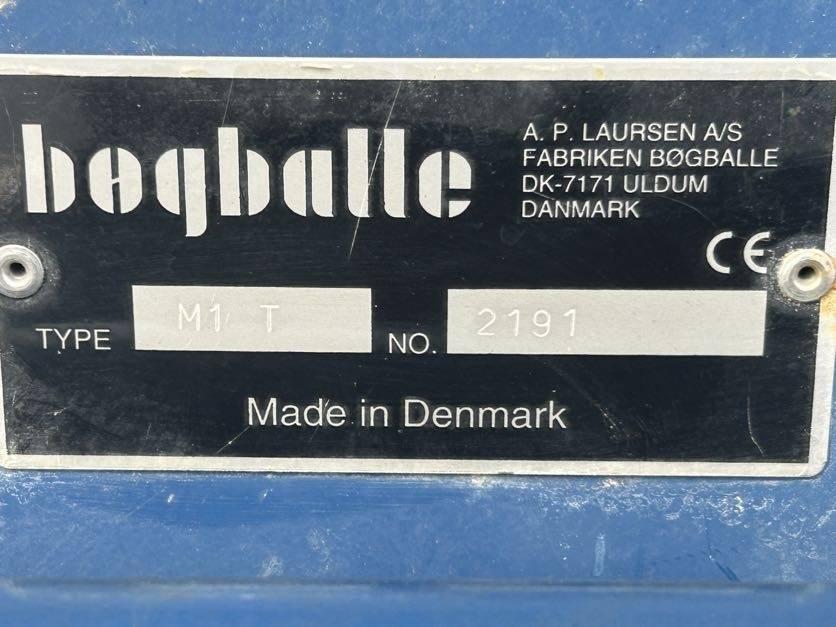 bøgballe
A. P. LAURSEN A/S
FABRIKEN BØGBALLE
DK-7171 ULDUM
DANMARK
CE
TYPE M1 T NO. 2191
Made in Denmark